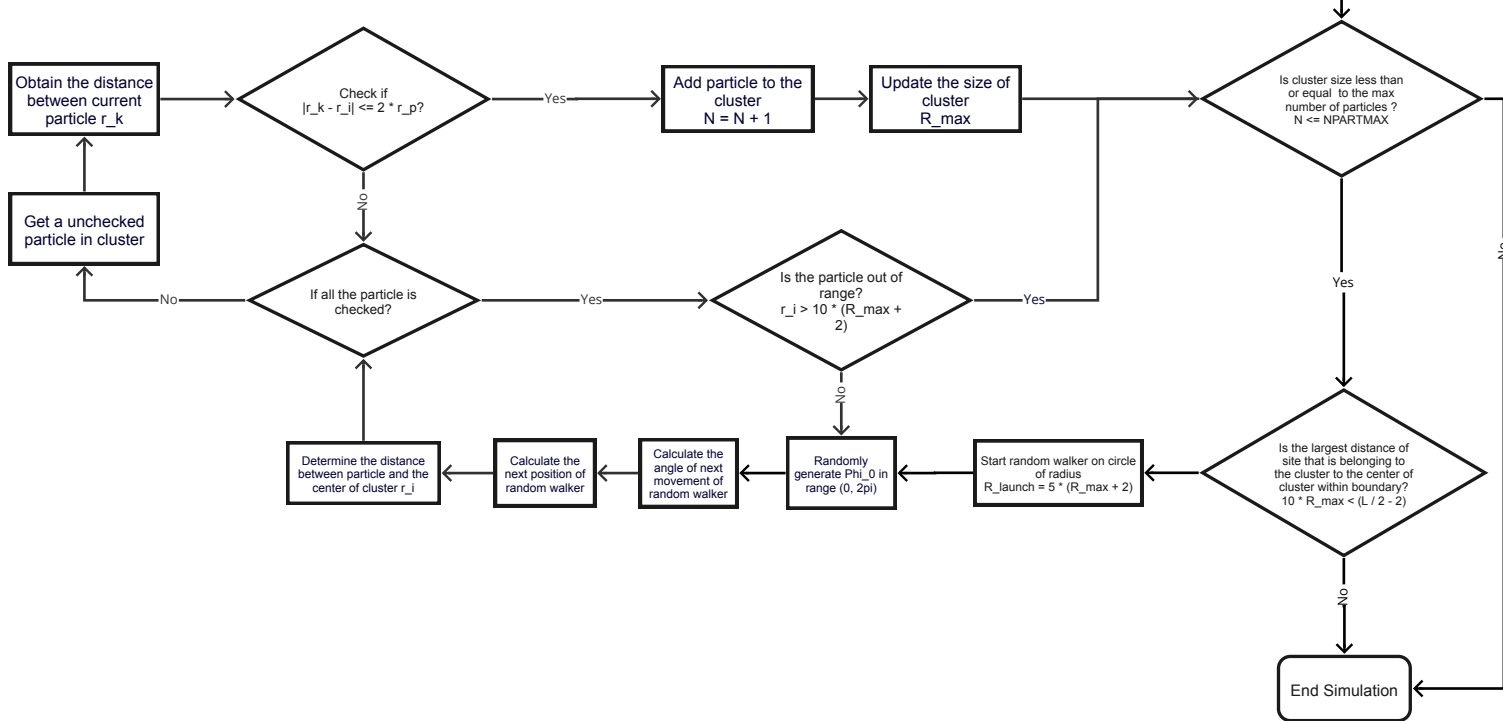 Obtain the distance
between current
particle r_k
Check if
|r_k - r_i| <= 2 * r_p?
Yes
Add particle to the
cluster
N = N + 1
Update the size of
cluster
R_max
Is cluster size less than
or equal to the max
number of particles ?
N <= NPARTMAX
No
No
Get a unchecked
particle in cluster
If all the particle is
checked?
No
Yes
Is the particle out of
range?
r_i > 10 * (R_max +
2)
Yes
Yes
No
Determine the distance
between particle and the
center of cluster r_i
Calculate the
next position of
random walker
Calculate the
angle of next
movement of
random walker
Randomly
generate Phi_0 in
range (0, 2pi)
Start random walker on circle
of radius
R_launch = 5 * (R_max + 2)
Is the largest distance of
site that is belonging to
the cluster to the center of
cluster within boundary?
10 * R_max < (L / 2 - 2)
No
End Simulation